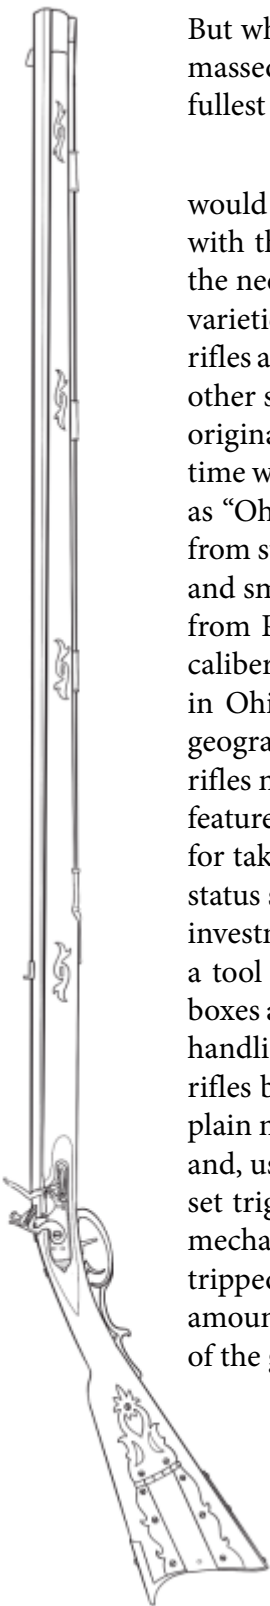 But wh
massed
fullest
would
with th
the nec
varietie
rifles a
other s
origina
time w
as “Oh
from s
and sm
from P
caliber
in Ohi
geogra
rifles n
feature
for tak
status
investr
a tool
boxes a
handli
rifles b
plain n
and, us
set trig
mecha
tripped
amoun
of the g